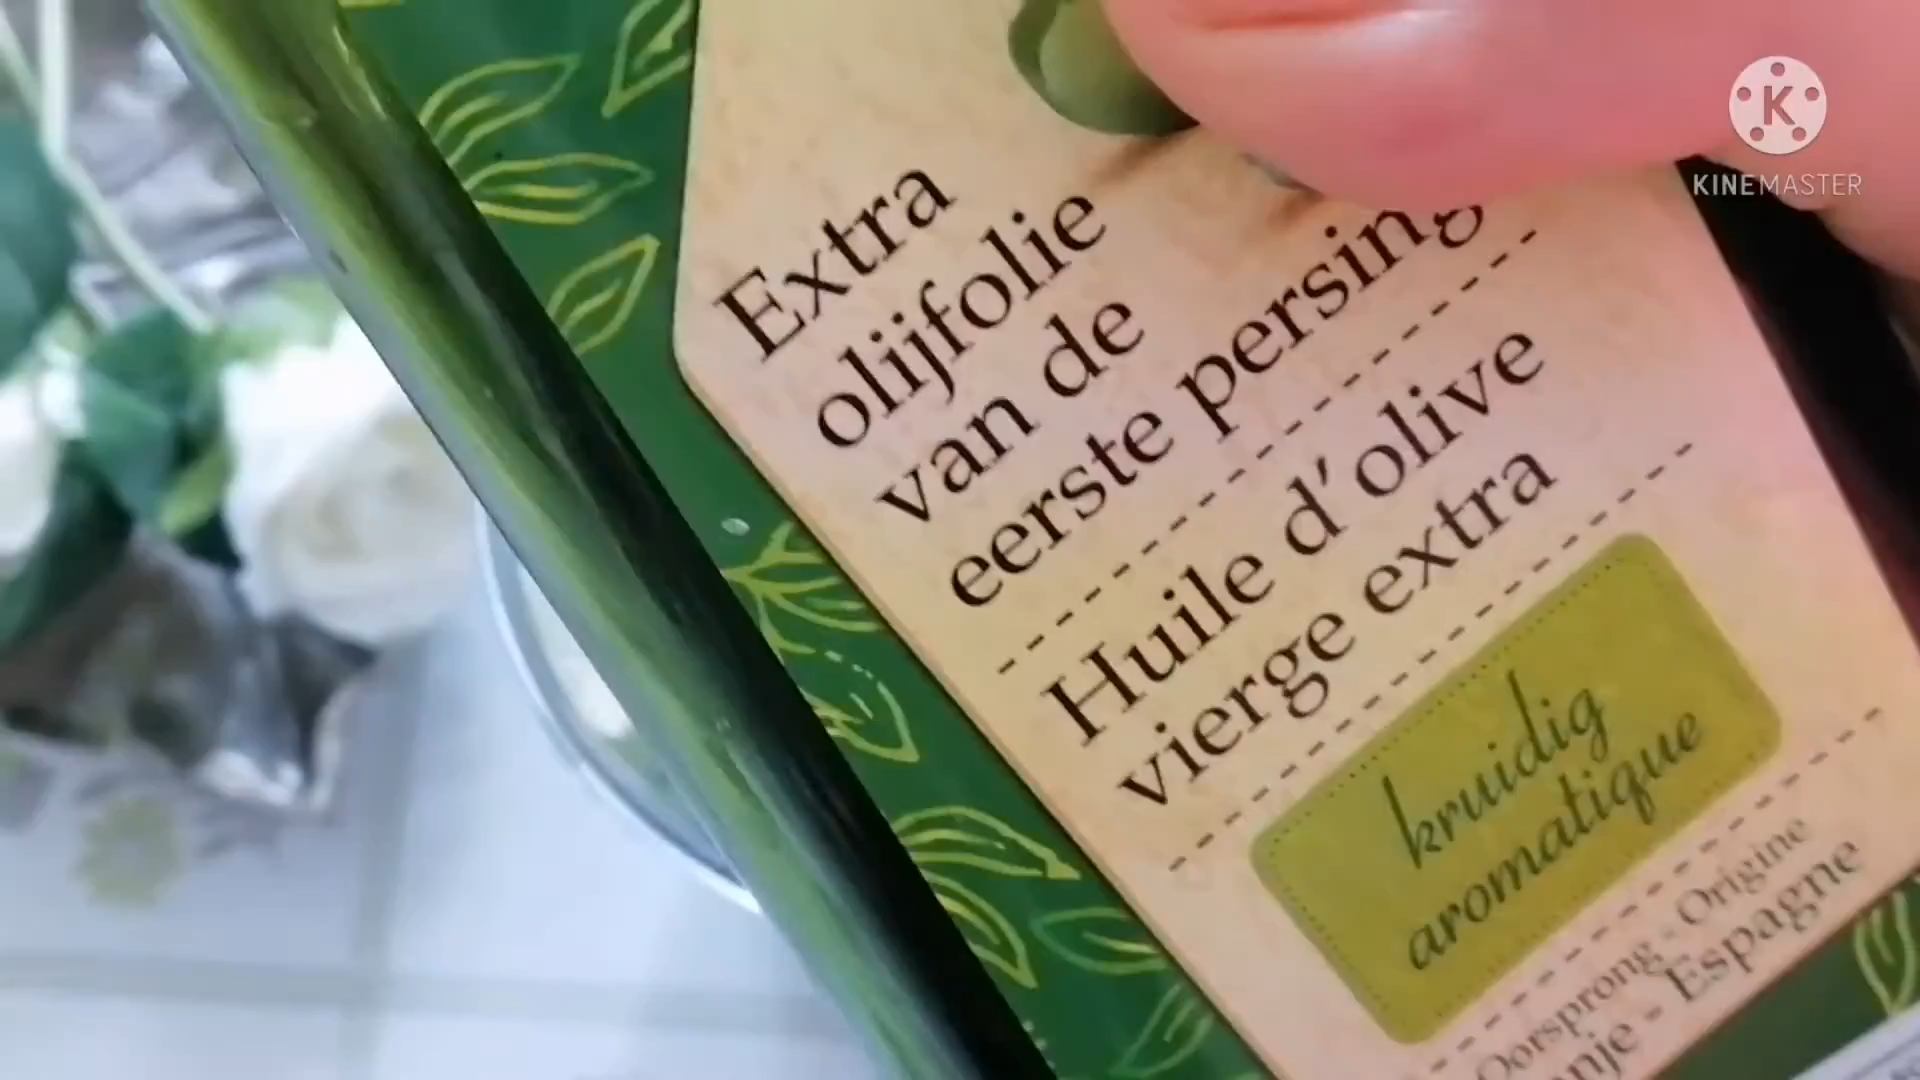 Extra
olijfolie
van de
eerste persing
Huile d'olive
vierge extra
kruidig
aromatique
Oorsprong - Origine
- Espagne
KINEMASTER